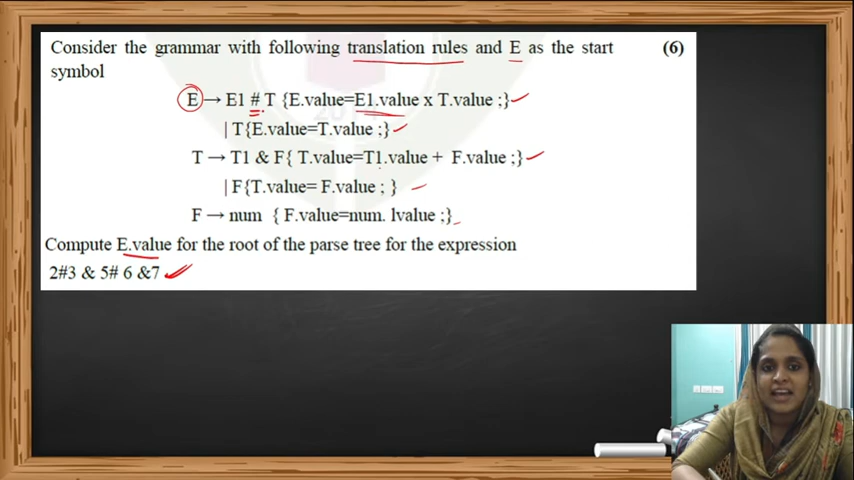 Consider the grammar with following translation rules and E as the start (6)
symbol
E → E1 # T {E.value=E1.value x T.value ;}
| T{E.value=T.value ;}
T → T1 & F{ T.value=T1.value + F.value ;}
| F{T.value= F.value ; }
F → num { F.value=num. lvalue ;}
Compute E.value for the root of the parse tree for the expression
2#3 & 5# 6 &7